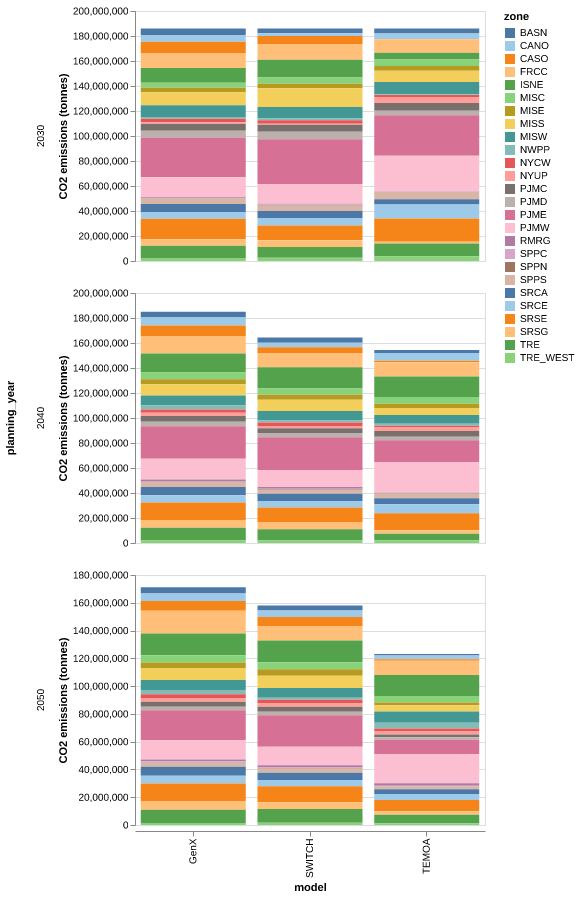 zone
BASN
CANO
CASO
FRCC
ISNE
MISC
MISE
MISS
MISW
NWPP
NYCW
NYUP
PJMC
PJMD
PJME
PJMW
RMRG
SPPC
SPPN
SPPS
SRCA
SRCE
SRSE
SRSG
TRE
TRE_WEST
planning_year
2030
CO2 emissions (tonnes)
200,000,000
180,000,000
160,000,000
140,000,000
120,000,000
100,000,000
80,000,000
60,000,000
40,000,000
20,000,000
0
2040
CO2 emissions (tonnes)
200,000,000
180,000,000
160,000,000
140,000,000
120,000,000
100,000,000
80,000,000
60,000,000
40,000,000
20,000,000
0
2050
CO2 emissions (tonnes)
180,000,000
160,000,000
140,000,000
120,000,000
100,000,000
80,000,000
60,000,000
40,000,000
20,000,000
0
GenX
SWITCH
TEMOA
model